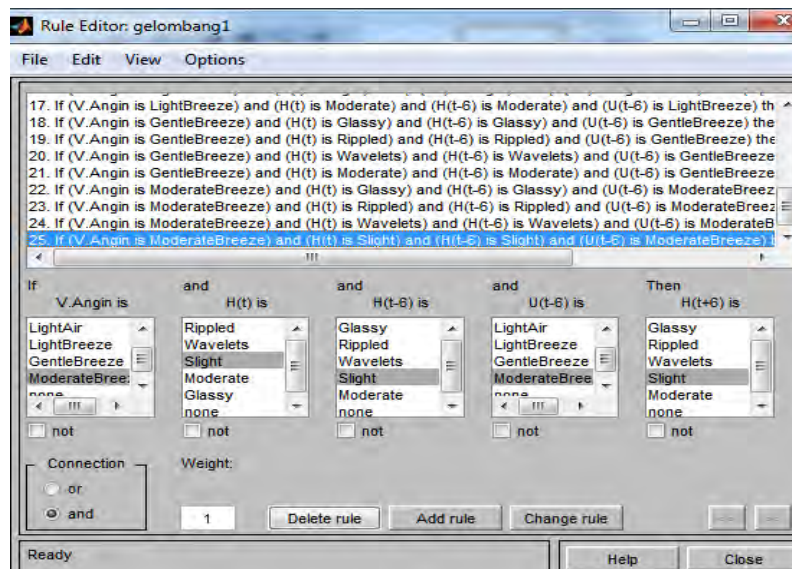 Rule Editor: gelombang1
File Edit View Options
17. If (V.Angin is LightBreeze) and (H(t) is Moderate) and (H(t-6) is Moderate) and (U(t-6) is LightBreeze) th
18. If (V.Angin is GentleBreeze) and (H(t) is Glassy) and (H(t-6) is Glassy) and (U(t-6) is GentleBreeze) the
19. If (V.Angin is GentleBreeze) and (H(t) is Rippled) and (H(t-6) is Rippled) and (U(t-6) is GentleBreeze) the
20. If (V.Angin is GentleBreeze) and (H(t) is Wavelets) and (H(t-6) is Wavelets) and (U(t-6) is GentleBreeze
21. If (V.Angin is GentleBreeze) and (H(t) is Moderate) and (H(t-6) is Moderate) and (U(t-6) is GentleBreeze
22. If (V.Angin is ModerateBreeze) and (H(t) is Glassy) and (H(t-6) is Glassy) and (U(t-6) is ModerateBreez
23. If (V.Angin is ModerateBreeze) and (H(t) is Rippled) and (H(t-6) is Rippled) and (U(t-6) is ModerateBreez
24. If (V.Angin is ModerateBreeze) and (H(t) is Wavelets) and (H(t-6) is Wavelets) and (U(t-6) is ModerateB
25. If (V.Angin is ModerateBreeze) and (H(t) is Slight) and (H(t-6) is Slight) and (U(t-6) is ModerateBreeze)
If and and and Then
V.Angin is H(t) is H(t-6) is U(t-6) is H(t+6) is
LightAir Rippled Glassy LightAir Glassy
LightBreeze Wavelets Rippled LightBreeze Rippled
GentleBreeze Slight Wavelets GentleBreeze Wavelets
ModerateBree Moderate Slight ModerateBree Slight
none Glassy Moderate none Moderate
none none none
not not not not not
Connection Weight:
or
and 1 Delete rule Add rule Change rule
Ready Help Close